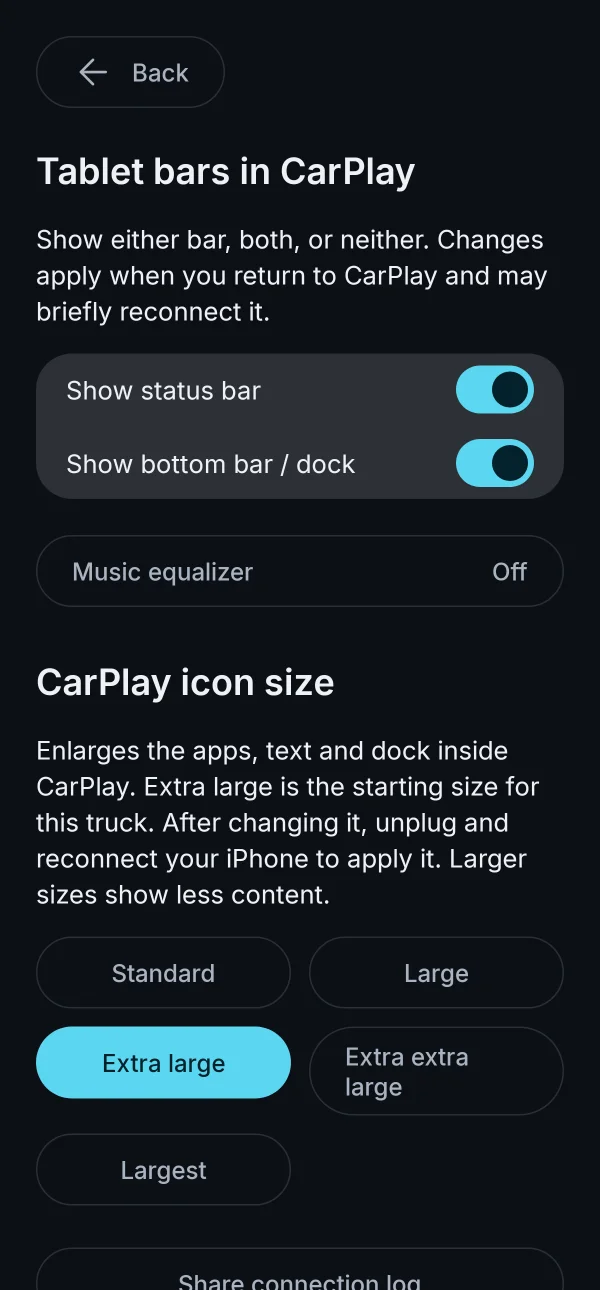 Back
Tablet bars in CarPlay
Show either bar, both, or neither. Changes
apply when you return to CarPlay and may
briefly reconnect it.
Show status bar
Show bottom bar / dock
Music equalizer Off
CarPlay icon size
Enlarges the apps, text and dock inside
CarPlay. Extra large is the starting size for
this truck. After changing it, unplug and
reconnect your iPhone to apply it. Larger
sizes show less content.
Standard Large
Extra large Extra extra
large
Largest
Share connection log